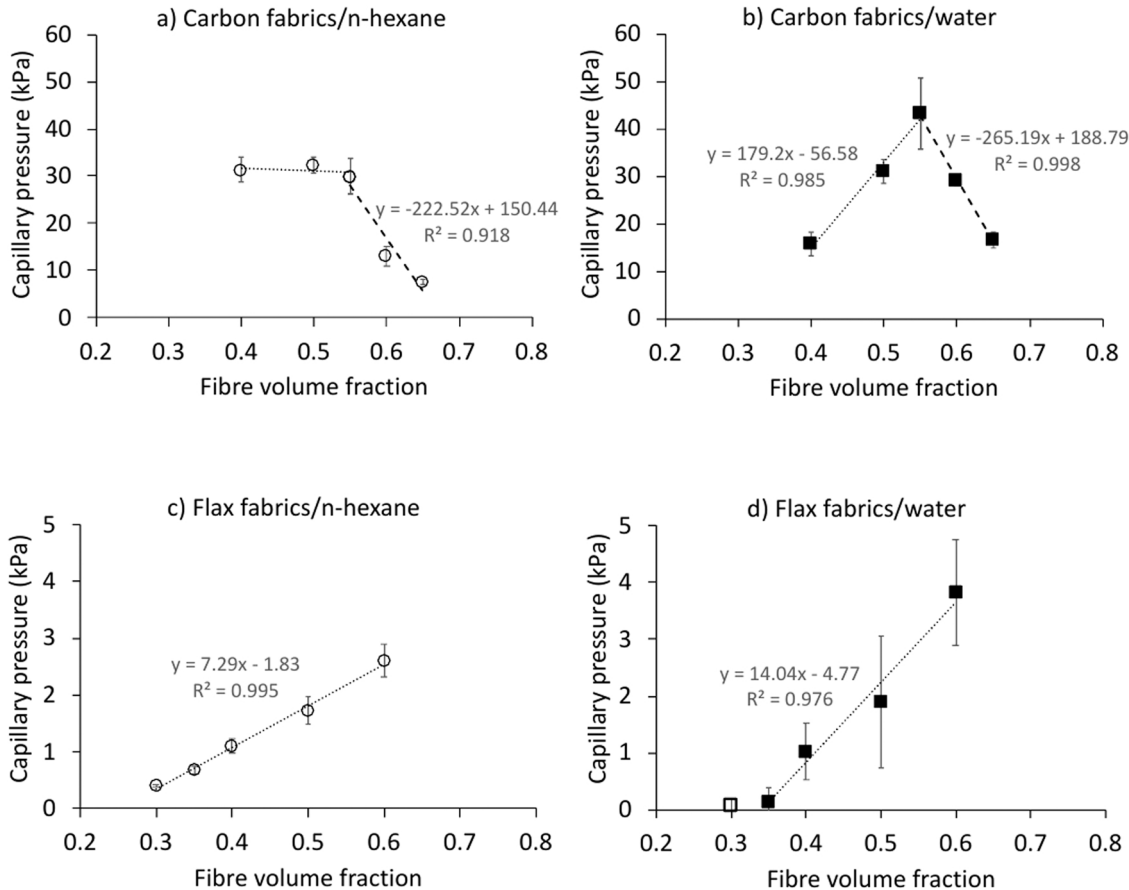 a) Carbon fabrics/n-hexane
Capillary pressure (kPa)
60
50
40
30
20
10
0
y = -222.52x + 150.44
R² = 0.918
0.2 0.3 0.4 0.5 0.6 0.7 0.8
Fibre volume fraction
b) Carbon fabrics/water
Capillary pressure (kPa)
60
50
40
30
20
10
0
y = 179.2x - 56.58
R² = 0.985
y = -265.19x + 188.79
R² = 0.998
0.2 0.3 0.4 0.5 0.6 0.7 0.8
Fibre volume fraction
c) Flax fabrics/n-hexane
Capillary pressure (kPa)
5
4
3
2
1
0
y = 7.29x - 1.83
R² = 0.995
0.2 0.3 0.4 0.5 0.6 0.7 0.8
Fibre volume fraction
d) Flax fabrics/water
Capillary pressure (kPa)
5
4
3
2
1
0
y = 14.04x - 4.77
R² = 0.976
0.2 0.3 0.4 0.5 0.6 0.7 0.8
Fibre volume fraction